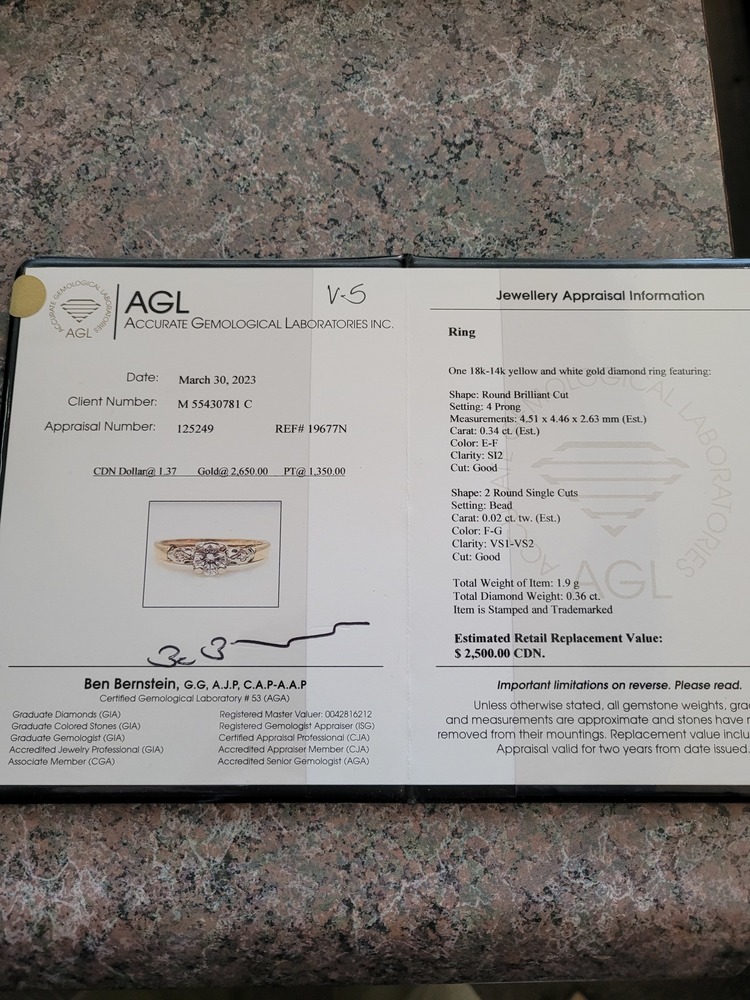 ACCURATE GEMOLOGICAL LABORATORIES
AGL
AGL
ACCURATE GEMOLOGICAL LABORATORIES INC.
V-5
Date: March 30, 2023
Client Number: M 55430781 C
Appraisal Number: 125249 REF# 19677N
CDN Dollar@ 1.37 Gold@ 2,650.00 PT@ 1,350.00
Ben Bernstein, G.G, A.J.P, C.A.P-A.A.P
Certified Gemological Laboratory # 53 (AGA)
Graduate Diamonds (GIA) Registered Master Valuer: 0042816212
Graduate Colored Stones (GIA) Registered Gemologist Appraiser (ISG)
Graduate Gemologist (GIA) Certified Appraisal Professional (CJA)
Accredited Jewelry Professional (GIA) Accredited Appraiser Member (CJA)
Associate Member (CGA) Accredited Senior Gemologist (AGA)
Jewellery Appraisal Information
Ring
One 18k-14k yellow and white gold diamond ring featuring:
Shape: Round Brilliant Cut
Setting: 4 Prong
Measurements: 4.51 x 4.46 x 2.63 mm (Est.)
Carat: 0.34 ct. (Est.)
Color: E-F
Clarity: SI2
Cut: Good
Shape: 2 Round Single Cuts
Setting: Bead
Carat: 0.02 ct. tw. (Est.)
Color: F-G
Clarity: VS1-VS2
Cut: Good
Total Weight of Item: 1.9 g
Total Diamond Weight: 0.36 ct.
Item is Stamped and Trademarked
Estimated Retail Replacement Value:
$ 2,500.00 CDN.
Important limitations on reverse. Please read.
Unless otherwise stated, all gemstone weights,
and measurements are approximate and stones have
removed from their mountings. Replacement value
Appraisal valid for two years from date issued.
AGL